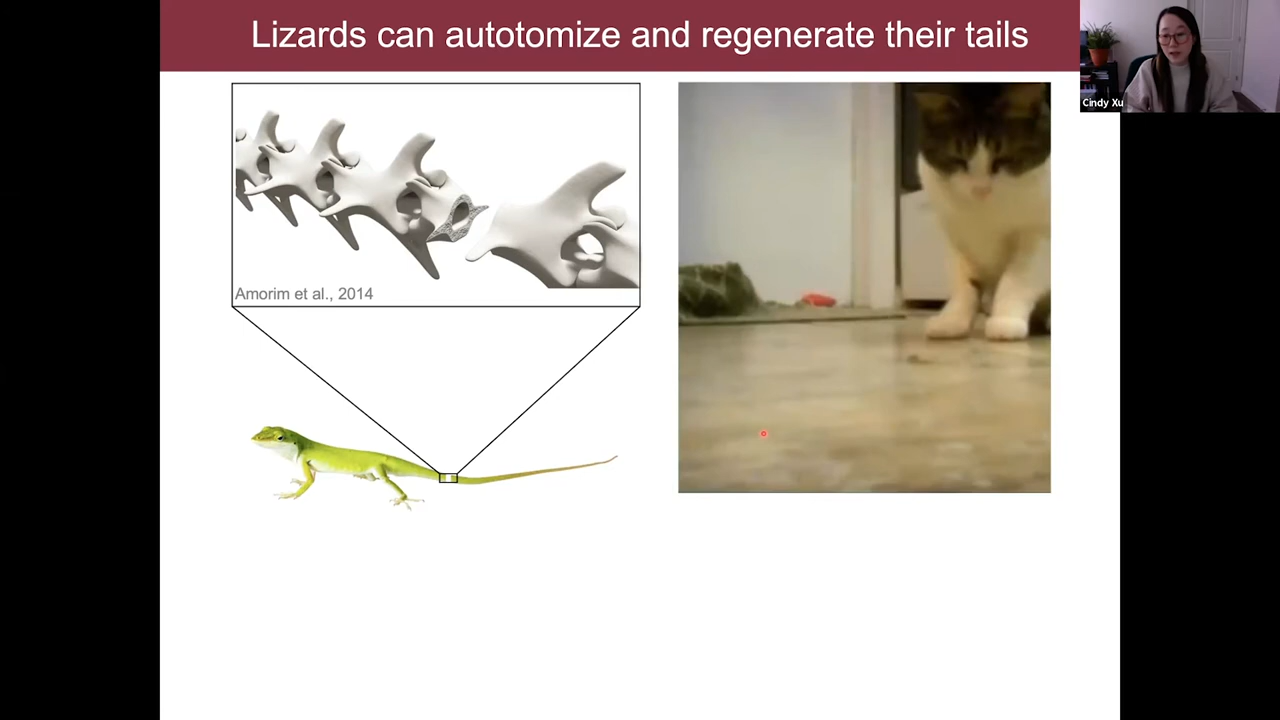 Lizards can autotomize and regenerate their tails
Cindy Xu
Amorim et al., 2014